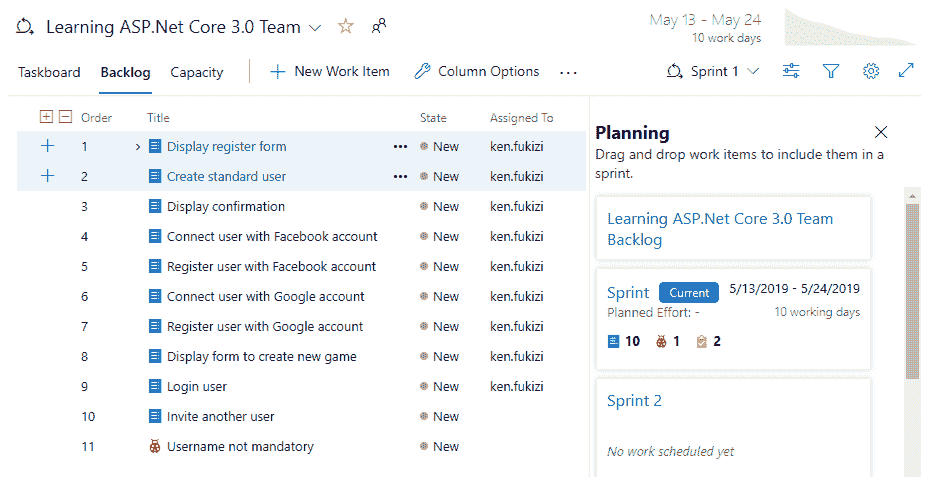 Learning ASP.Net Core 3.0 Team
May 13 - May 24
10 work days
Taskboard Backlog Capacity New Work Item Column Options ... Sprint 1
Order Title State Assigned To
1 Display register form ... New ken.fukizi
2 Create standard user ... New ken.fukizi
3 Display confirmation New ken.fukizi
4 Connect user with Facebook account New ken.fukizi
5 Register user with Facebook account New ken.fukizi
6 Connect user with Google account New ken.fukizi
7 Register user with Google account New ken.fukizi
8 Display form to create new game New ken.fukizi
9 Login user New ken.fukizi
10 Invite another user New
11 Username not mandatory New
Planning
Drag and drop work items to include them in a
sprint.
Learning ASP.Net Core 3.0 Team
Backlog
Sprint Current 5/13/2019 - 5/24/2019
Planned Effort: - 10 working days
10 1 2
Sprint 2
No work scheduled yet